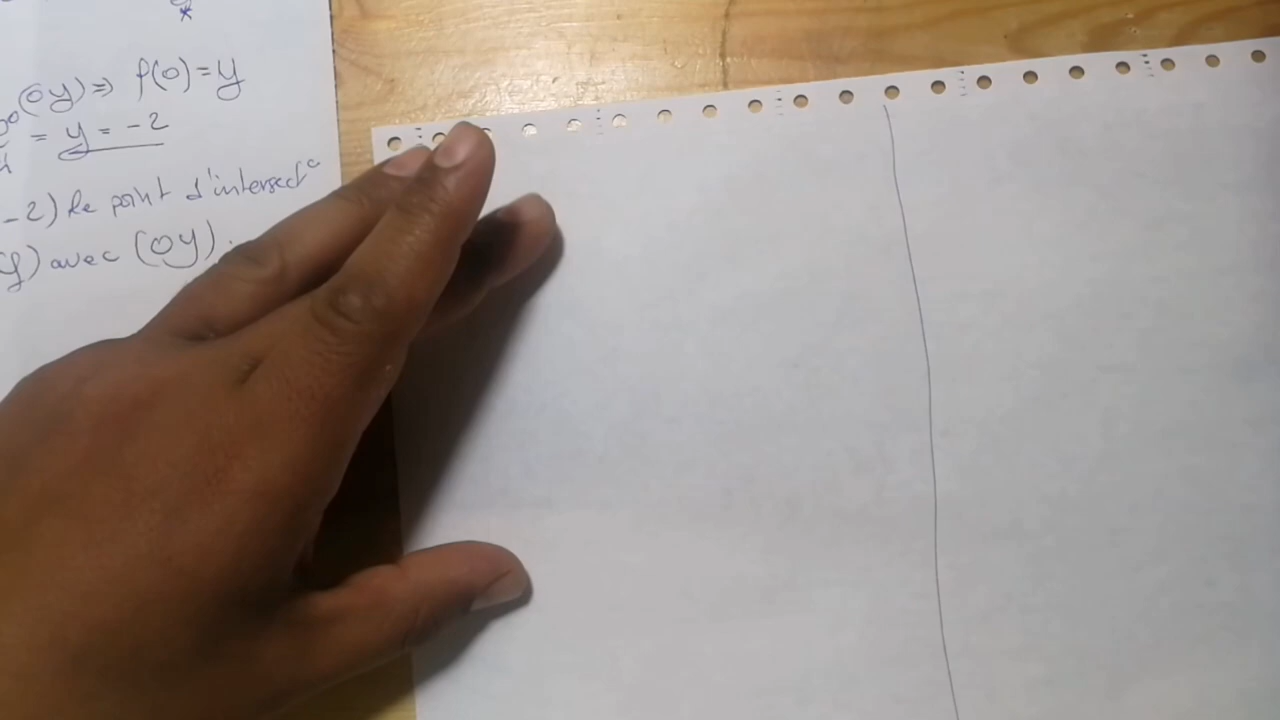 (Oy) => f(0) = y
= y = -2
-2) le point d'intersect°
f) avec (Oy).